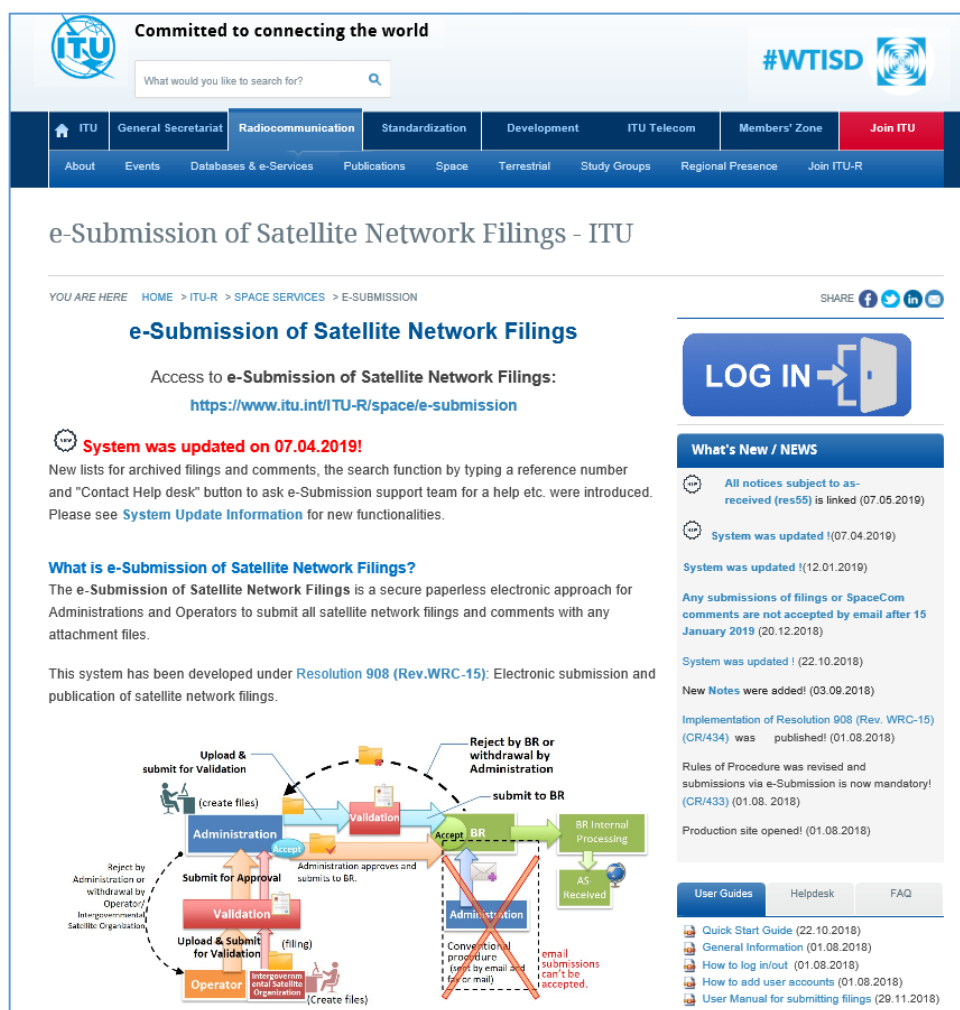 ITU
Committed to connecting the world
What would you like to search for?
#WTISD
ITU
General Secretariat
Radiocommunication
Standardization
Development
ITU Telecom
Members' Zone
Join ITU
About
Events
Databases & e-Services
Publications
Space
Terrestrial
Study Groups
Regional Presence
Join ITU-R
e-Submission of Satellite Network Filings - ITU
YOU ARE HERE HOME > ITU-R > SPACE SERVICES > E-SUBMISSION
SHARE
e-Submission of Satellite Network Filings
Access to e-Submission of Satellite Network Filings:
https://www.itu.int/ITU-R/space/e-submission
NEW System was updated on 07.04.2019!
New lists for archived filings and comments, the search function by typing a reference number
and "Contact Help desk" button to ask e-Submission support team for a help etc. were introduced.
Please see System Update Information for new functionalities.
What is e-Submission of Satellite Network Filings?
The e-Submission of Satellite Network Filings is a secure paperless electronic approach for
Administrations and Operators to submit all satellite network filings and comments with any
attachment files.
This system has been developed under Resolution 908 (Rev.WRC-15): Electronic submission and
publication of satellite network filings.
Upload &
submit for Validation
Reject by BR or
withdrawal by
Administration
(create files)
Validation
submit to BR
Administration
Accept
Accept
BR
BR Internal
Processing
Administration approves and
submits to BR.
AS
Received
Reject by
Administration or
withdrawal by
Operator/
Intergovernmental
Satellite Organization
Submit for Approval
Validation
Administration
Upload & Submit
for Validation
(filing)
Conventional
procedure
(sent by email and
fax or mail)
email
submissions
can't be
accepted.
Operator
Intergovernm
ental Satellite
Organization
(Create files)
LOG IN
What's New / NEWS
NEW
All notices subject to as-
received (res55) is linked (07.05.2019)
NEW
System was updated !(07.04.2019)
System was updated !(12.01.2019)
Any submissions of filings or SpaceCom
comments are not accepted by email after 15
January 2019 (20.12.2018)
System was updated ! (22.10.2018)
New Notes were added! (03.09.2018)
Implementation of Resolution 908 (Rev. WRC-15)
(CR/434) was published! (01.08.2018)
Rules of Procedure was revised and
submissions via e-Submission is now mandatory!
(CR/433) (01.08. 2018)
Production site opened! (01.08.2018)
User Guides
Helpdesk
FAQ
Quick Start Guide (22.10.2018)
General Information (01.08.2018)
How to log in/out (01.08.2018)
How to add user accounts (01.08.2018)
User Manual for submitting filings (29.11.2018)